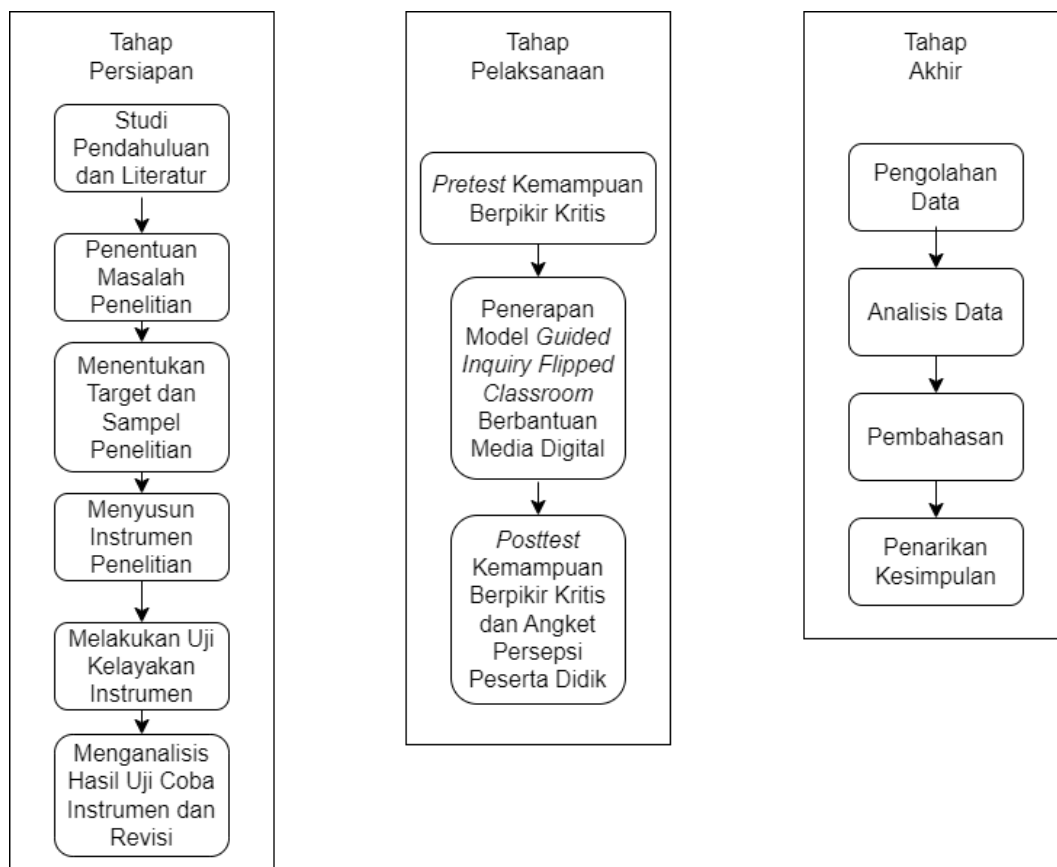 Tahap
Persiapan
Studi
Pendahuluan
dan Literatur
Penentuan
Masalah
Penelitian
Menentukan
Target dan
Sampel
Penelitian
Menyusun
Instrumen
Penelitian
Melakukan Uji
Kelayakan
Instrumen
Menganalisis
Hasil Uji Coba
Instrumen dan
Revisi
Tahap
Pelaksanaan
Pretest Kemampuan
Berpikir Kritis
Penerapan
Model Guided
Inquiry Flipped
Classroom
Berbantuan
Media Digital
Posttest
Kemampuan
Berpikir Kritis
dan Angket
Persepsi
Peserta Didik
Tahap
Akhir
Pengolahan
Data
Analisis Data
Pembahasan
Penarikan
Kesimpulan